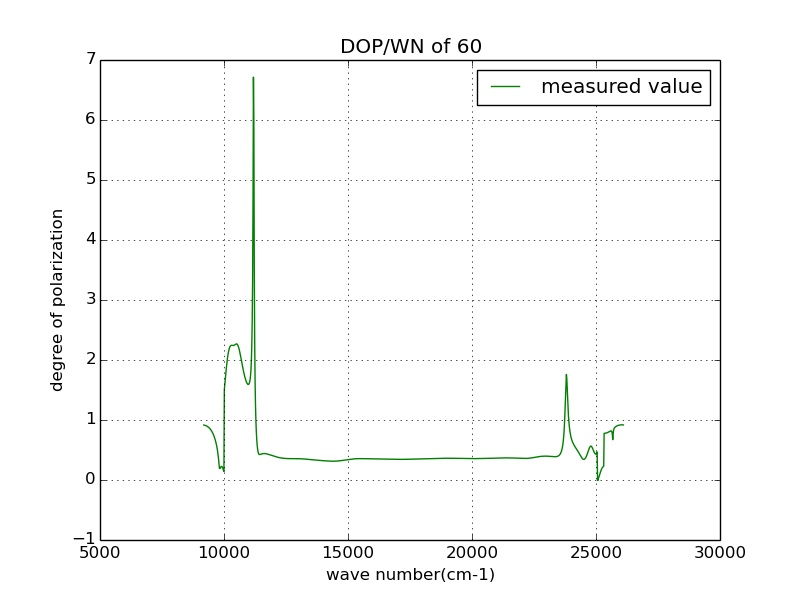 DOP/WN of 60
measured value
7
6
5
4
3
2
1
0
−1
degree of polarization
5000 10000 15000 20000 25000 30000
wave number(cm-1)